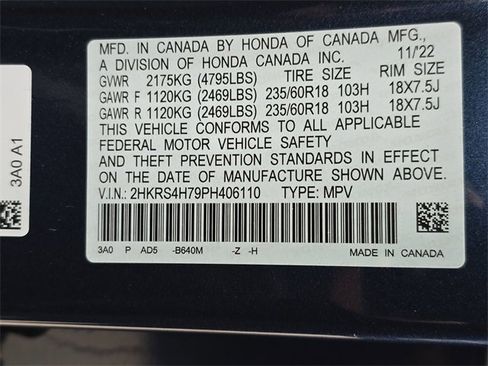 MFD. IN CANADA BY HONDA OF CANADA MFG.,
A DIVISION OF HONDA CANADA INC. 11/'22
GVWR 2175KG (4795LBS) TIRE SIZE RIM SIZE
GAWR F 1120KG (2469LBS) 235/60R18 103H 18X7.5J
GAWR R 1120KG (2469LBS) 235/60R18 103H 18X7.5J
THIS VEHICLE CONFORMS TO ALL APPLICABLE
FEDERAL MOTOR VEHICLE SAFETY
AND THEFT PREVENTION STANDARDS IN EFFECT
ON THE DATE OF MANUFACTURE SHOWN ABOVE.
V.I.N.: 2HKRS4H79PH406110 TYPE: MPV
3A0 P AD5 -B640M -Z -H MADE IN CANADA
3A0 A1